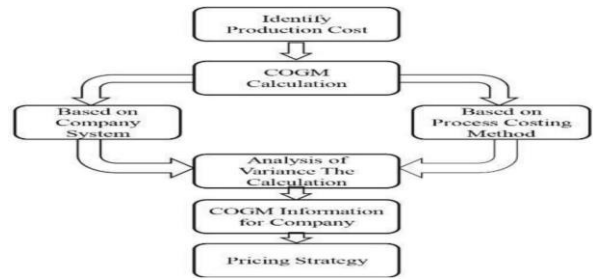 Identify
Production Cost
COGM
Calculation
Based on
Company
System
Based on
Process Costing
Method
Analysis of
Variance The
Calculation
COGM Information
for Company
Pricing Strategy